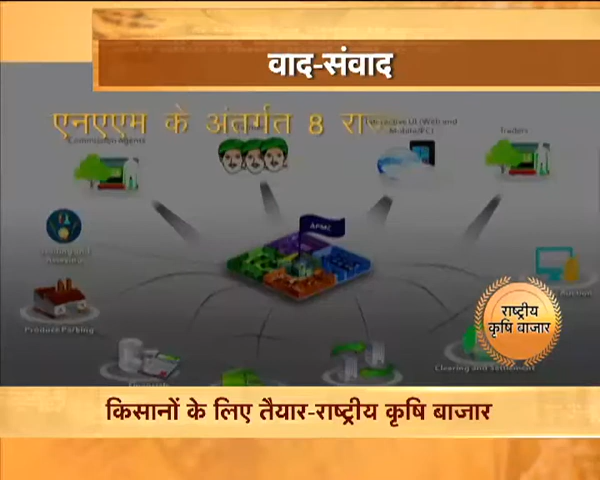 वाद-संवाद
एनएएम के अंतर्गत 8
Commission Agents
Traders
APMC
Produce Parking
राष्ट्रीय
कृषि बाजार
Clearing and Settlement
किसानों के लिए तैयार-राष्ट्रीय कृषि बाजार